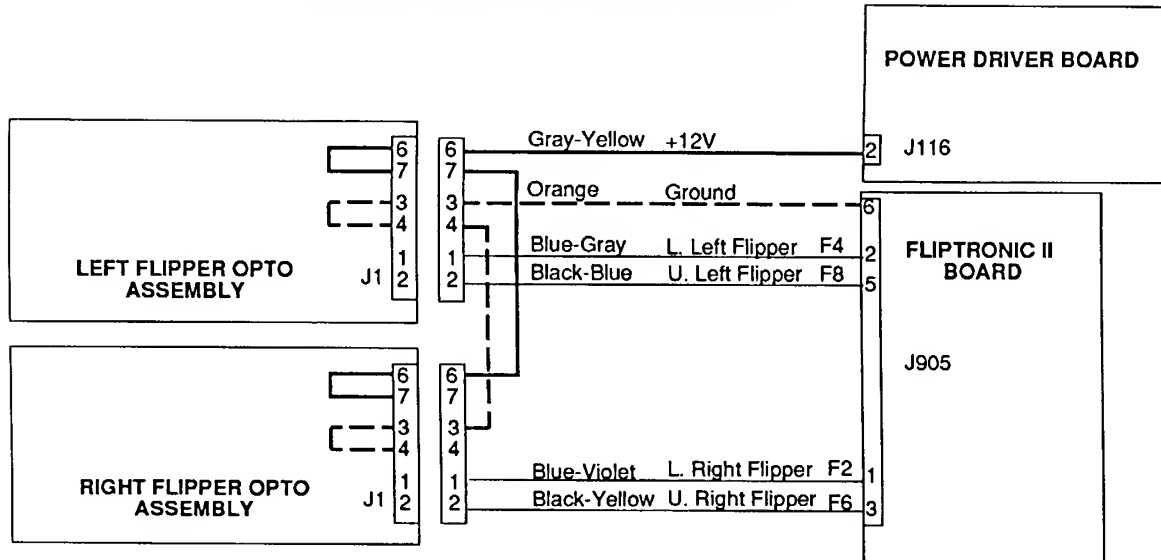 POWER DRIVER BOARD
2 J116
6 6 Gray-Yellow +12V
7 7
3 3 Orange Ground 6
4 4
1 1 Blue-Gray L. Left Flipper F4 2
J1 2 2 Black-Blue U. Left Flipper F8 5
LEFT FLIPPER OPTO
ASSEMBLY
FLIPTRONIC II
BOARD
J905
6 6
7 7
3 3
4 4
1 1 Blue-Violet L. Right Flipper F2 1
J1 2 2 Black-Yellow U. Right Flipper F6 3
RIGHT FLIPPER OPTO
ASSEMBLY